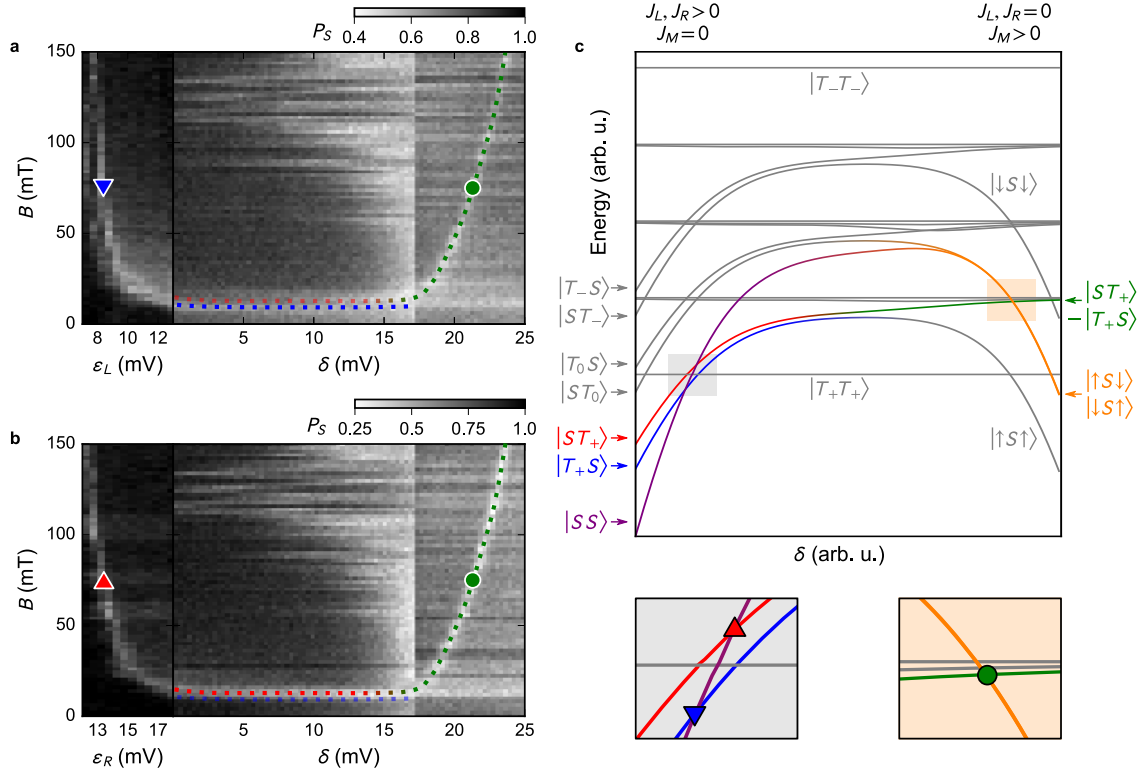 a
P_S
0.4 0.6 0.8 1.0
150
100
50
0
B (mT)
8 10 12
ε_L (mV)
0 5 10 15 20 25
δ (mV)
b
P_S
0.25 0.5 0.75 1.0
150
100
50
0
B (mT)
13 15 17
ε_R (mV)
0 5 10 15 20 25
δ (mV)
c
J_L, J_R > 0
J_M = 0
J_L, J_R = 0
J_M > 0
Energy (arb. u.)
|T_−T_−⟩
|↓S↓⟩
|T_−S⟩
|ST_−⟩
|T_0S⟩
|ST_0⟩
|ST_+⟩
|T_+S⟩
|SS⟩
|T_+T_+⟩
|ST_+⟩
|T_+S⟩
|↑S↓⟩
|↓S↑⟩
|↑S↑⟩
δ (arb. u.)